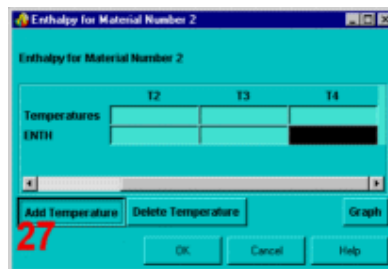 Enthalpy for Material Number 2
Enthalpy for Material Number 2
T2 T3 T4
Temperatures
ENTH
Add Temperature Delete Temperature Graph
27
OK Cancel Help